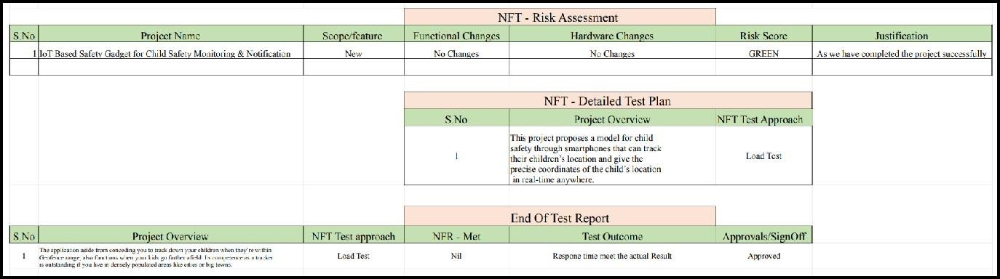 NFT - Risk Assessment
S.No Project Name Scope/feature Functional Changes Hardware Changes Risk Score Justification
1 IoT Based Safety Gadget for Child Safety Monitoring & Notification New No Changes No Changes GREEN As we have completed the project successfully
NFT - Detailed Test Plan
S.No Project Overview NFT Test Approach
1 This project proposes a model for child
safety through smartphones that can track
their children's location and give the
precise coordinates of the child's location
in real-time anywhere.
Load Test
End Of Test Report
S.No Project Overview NFT Test approach NFR - Met Test Outcome Approvals/SignOff
1 The application aside from conceding you to track down your children when they're within
Geofence range, also functions when your kids go farther afield. Its competence as a tracker
is outstanding if you live in densely populated areas like cities or big towns.
Load Test Nil Respone time meet the actual Result Approved